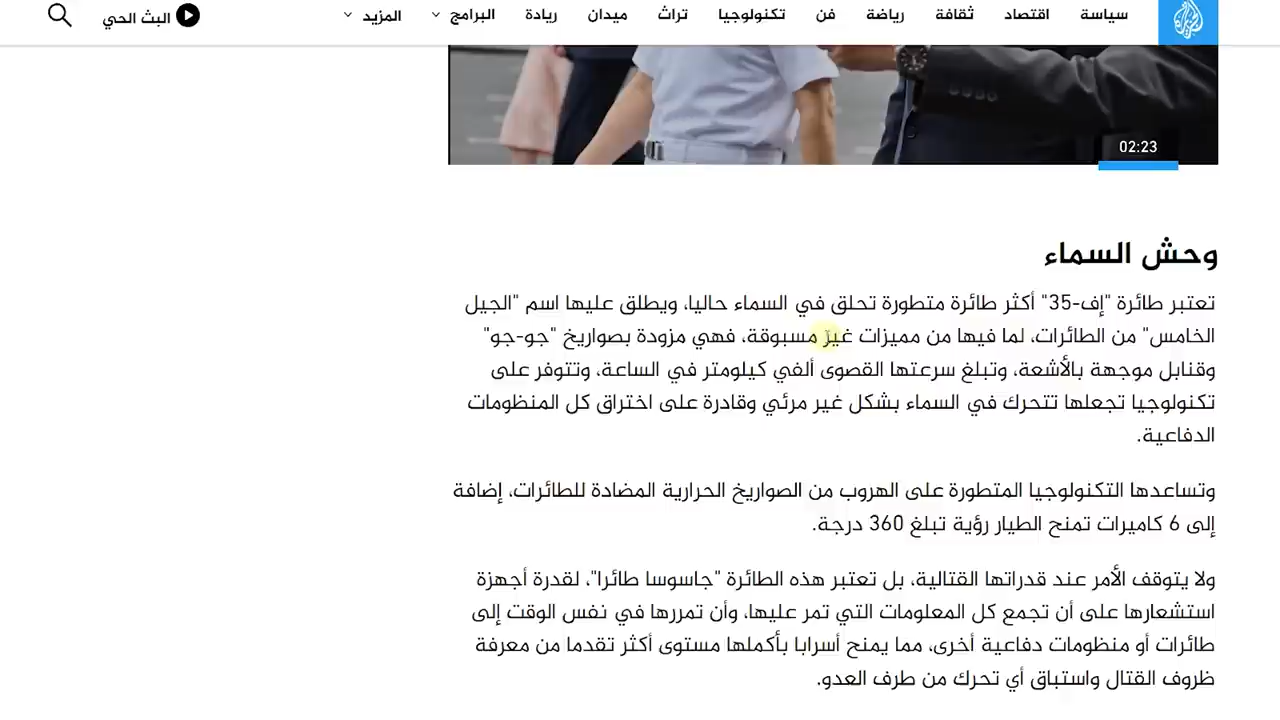 سياسة اقتصاد ثقافة رياضة فن تكنولوجيا تراث ميدان ريادة البرامج المزيد البث الحي
02:23
وحش السماء
تعتبر طائرة "إف-35" أكثر طائرة متطورة تحلق في السماء حاليا، ويطلق عليها اسم "الجيل
الخامس" من الطائرات، لما فيها من مميزات غير مسبوقة، فهي مزودة بصواريخ "جو-جو"
وقنابل موجهة بالأشعة، وتبلغ سرعتها القصوى ألفي كيلومتر في الساعة، وتتوفر على
تكنولوجيا تجعلها تتحرك في السماء بشكل غير مرئي وقادرة على اختراق كل المنظومات
الدفاعية.
وتساعدها التكنولوجيا المتطورة على الهروب من الصواريخ الحرارية المضادة للطائرات، إضافة
إلى 6 كاميرات تمنح الطيار رؤية تبلغ 360 درجة.
ولا يتوقف الأمر عند قدراتها القتالية، بل تعتبر هذه الطائرة "جاسوسا طائرا"، لقدرة أجهزة
استشعارها على أن تجمع كل المعلومات التي تمر عليها، وأن تمررها في نفس الوقت إلى
طائرات أو منظومات دفاعية أخرى، مما يمنح أسرابا بأكملها مستوى أكثر تقدما من معرفة
ظروف القتال واستباق أي تحرك من طرف العدو.